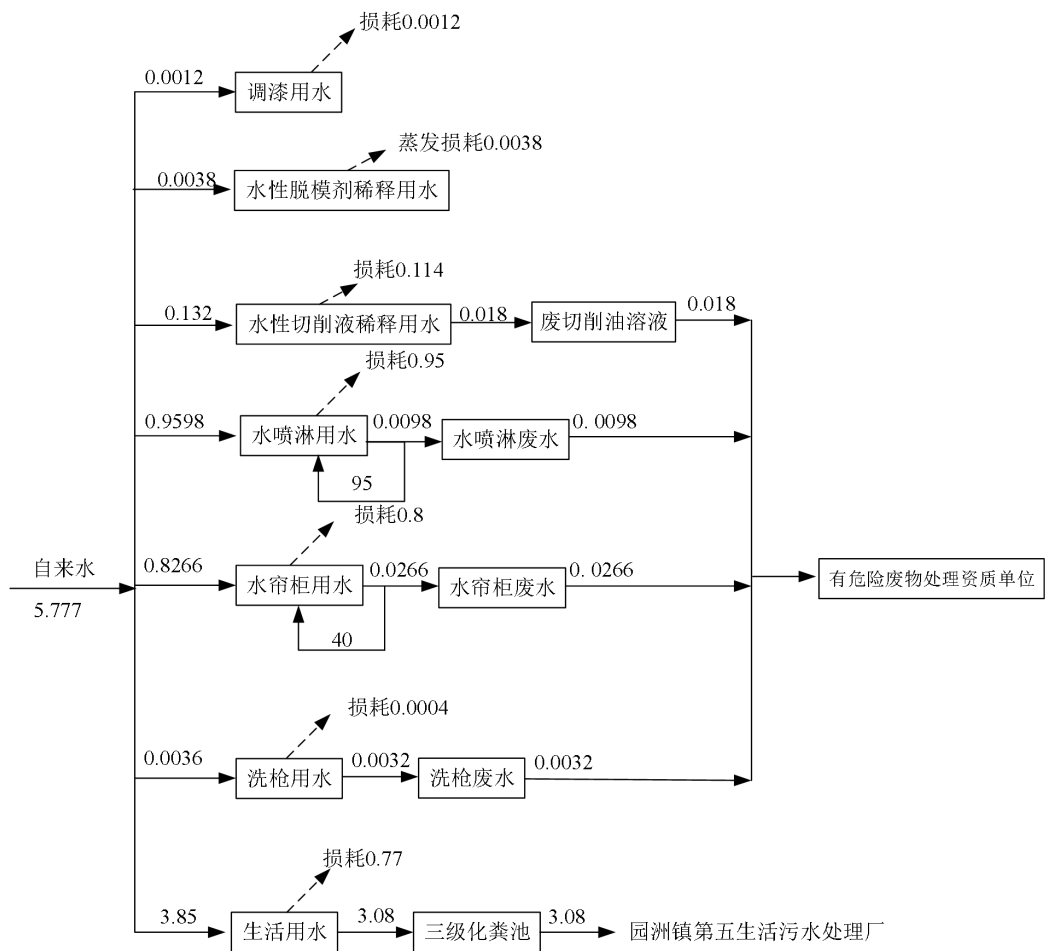 损耗0.0012
0.0012
调漆用水
蒸发损耗0.0038
0.0038
水性脱模剂稀释用水
损耗0.114
0.132
水性切削液稀释用水
0.018
废切削油溶液
0.018
损耗0.95
0.9598
水喷淋用水
0.0098
水喷淋废水
0. 0098
95
损耗0.8
自来水
5.777
0.8266
水帘柜用水
0.0266
水帘柜废水
0. 0266
40
有危险废物处理资质单位
损耗0.0004
0.0036
洗枪用水
0.0032
洗枪废水
0.0032
损耗0.77
3.85
生活用水
3.08
三级化粪池
3.08
园洲镇第五生活污水处理厂